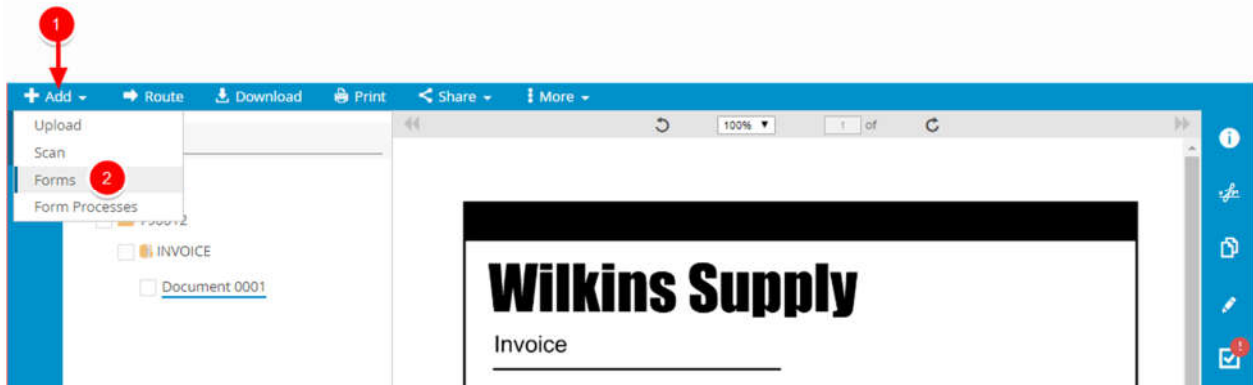 1
Add Route Download Print Share More
Upload
Scan
Forms 2
Form Processes
100% 1 of
INVOICE
Document 0001
Wilkins Supply
Invoice